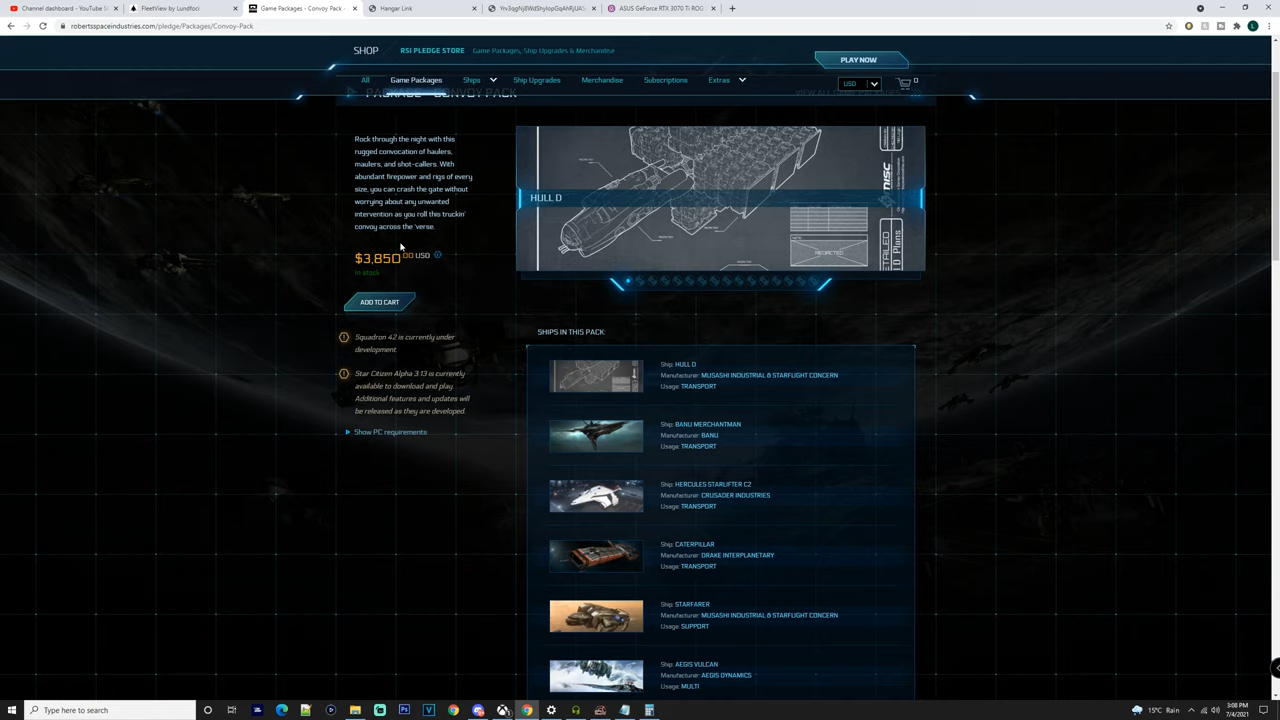 Channel dashboard - YouTube S
FleetView by Lundfoci
Game Packages - Convoy Pack -
Hangar Link
ASUS GeForce RTX 3070 Ti ROG
robertsspaceindustries.com/pledge/Packages/Convoy-Pack
SHOP
RSI PLEDGE STORE Game Packages, Ship Upgrades & Merchandise
PLAY NOW
All Game Packages Ships Ship Upgrades Merchandise Subscriptions Extras
USD 0
PACKAGE - CONVOY PACK
VIEW ALL GAME PACKAGES
Rock through the night with this
rugged convocation of haulers,
maulers, and shot-callers. With
abundant firepower and rigs of every
size, you can crash the gate without
worrying about any unwanted
intervention as you roll this truckin'
convoy across the 'verse.
$3,850 00 USD
In stock
ADD TO CART
Squadron 42 is currently under
development.
Star Citizen Alpha 3.13 is currently
available to download and play.
Additional features and updates will
be released as they are developed.
Show PC requirements
HULL D
MISC
REDACTED
SHIPS IN THIS PACK:
Ship: HULL D
Manufacturer: MUSASHI INDUSTRIAL & STARFLIGHT CONCERN
Usage: TRANSPORT
Ship: BANU MERCHANTMAN
Manufacturer: BANU
Usage: TRANSPORT
Ship: HERCULES STARLIFTER C2
Manufacturer: CRUSADER INDUSTRIES
Usage: TRANSPORT
Ship: CATERPILLAR
Manufacturer: DRAKE INTERPLANETARY
Usage: TRANSPORT
Ship: STARFARER
Manufacturer: MUSASHI INDUSTRIAL & STARFLIGHT CONCERN
Usage: SUPPORT
Ship: AEGIS VULCAN
Manufacturer: AEGIS DYNAMICS
Usage: MULTI
Type here to search
15°C Rain
3:08 PM
7/4/2021